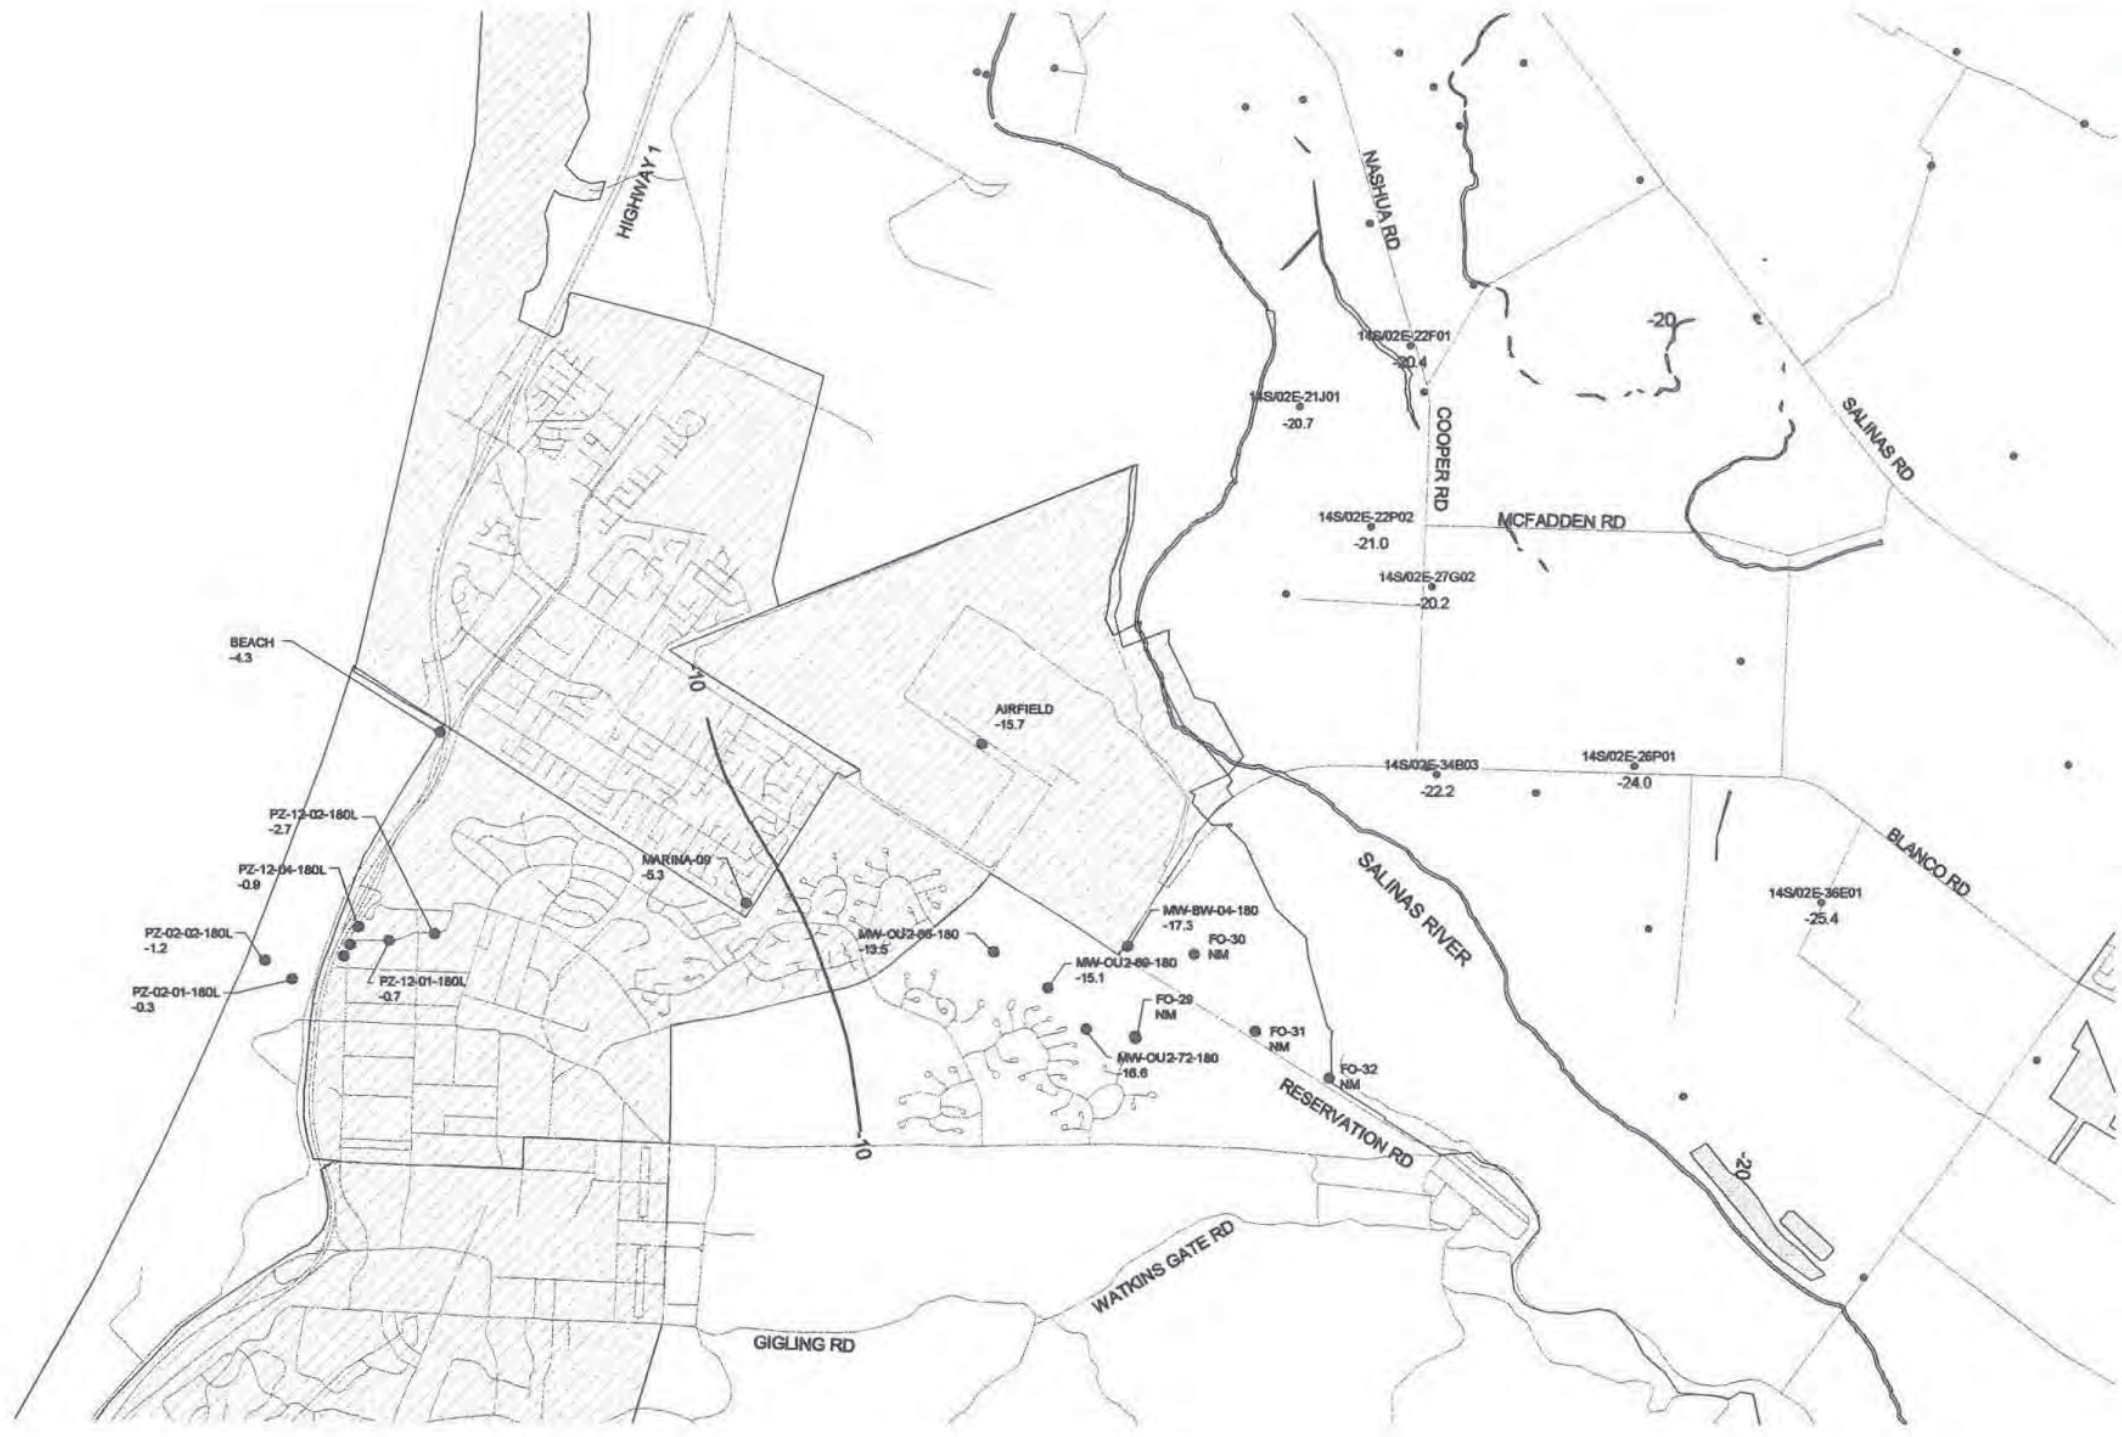 HIGHWAY 1
NASHUA RD
14S/02E-22F01
-20.4
-20
14S/02E-21J01
-20.7
COOPER RD
SALINAS RD
14S/02E-22P02
-21.0
MCFADDEN RD
14S/02E-27G02
-20.2
BEACH
-4.3
-10
AIRFIELD
-15.7
14S/02E-34B03
-22.2
14S/02E-26P01
-24.0
PZ-12-02-180L
-2.7
MARINA-09
-5.3
PZ-12-04-180L
-0.9
SALINAS RIVER
BLANCO RD
14S/02E-36E01
-25.4
MW-BW-04-180
-17.3
PZ-02-02-180L
-1.2
MW-OU2-66-180
-13.5
FO-30
NM
MW-OU2-69-180
-15.1
PZ-02-01-180L
-0.3
PZ-12-01-180L
-0.7
FO-29
NM
FO-31
NM
MW-OU2-72-180
-16.6
FO-32
NM
RESERVATION RD
-10
-20
WATKINS GATE RD
GIGLING RD